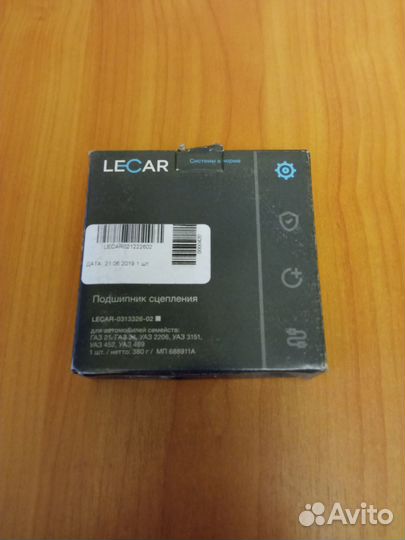 LECAR
Системы в норме
LECAR021222602
ДАТА: 21.06.2019 1 шт
Подшипник сцепления
LECAR-0313326-02
для автомобилей семейств:
ГАЗ 21, ГАЗ 24, УАЗ 2206, УАЗ 3151,
УАЗ 452, УАЗ 469
1 шт. / нетто: 380 г / МП 688911А
Avito